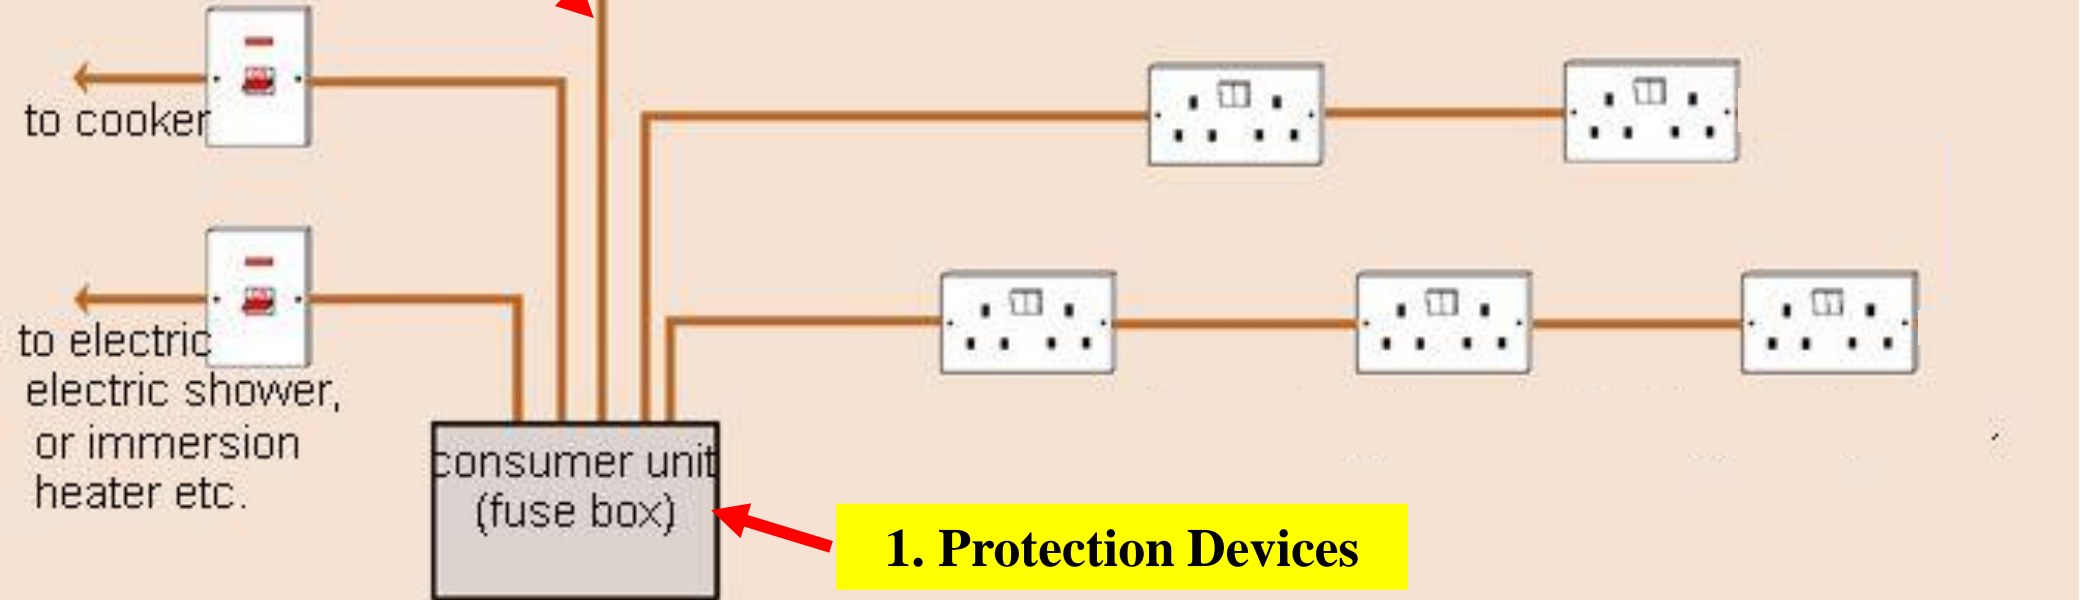 to cooker
to electric
electric shower,
or immersion
heater etc.
consumer unit
(fuse box)
1. Protection Devices